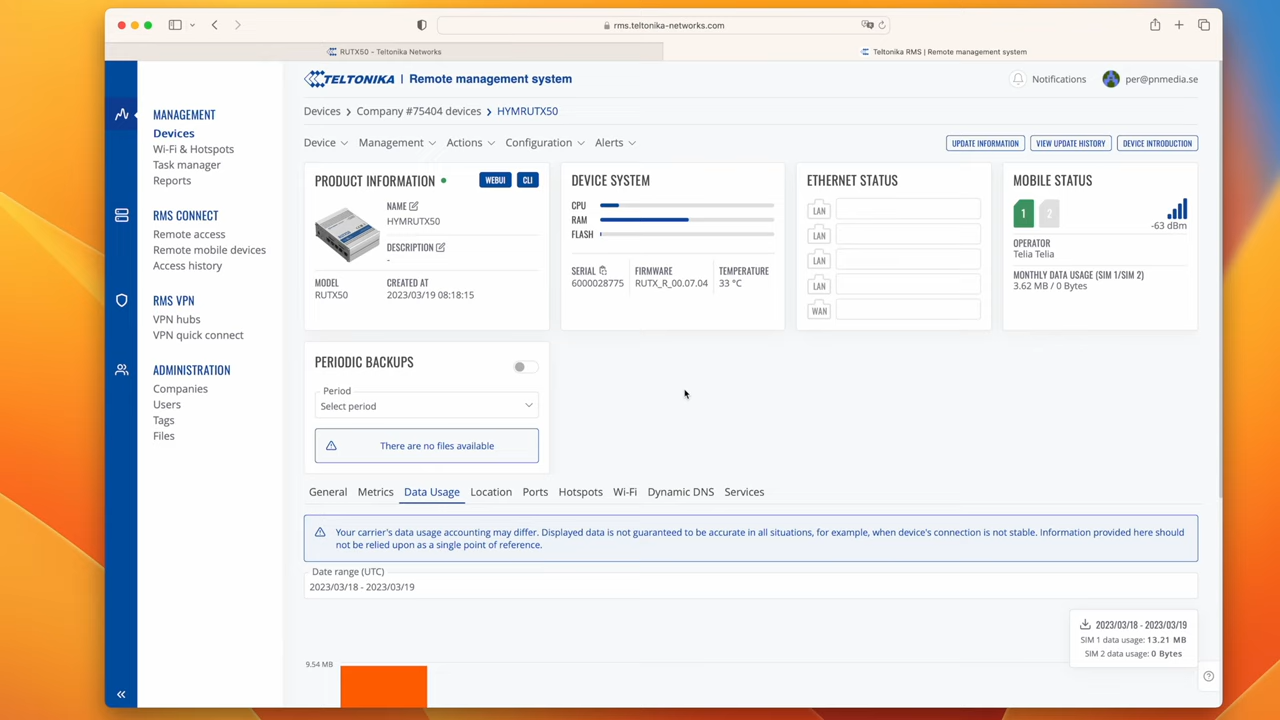 rms.teltonika-networks.com
RUTX50 - Teltonika Networks
Teltonika RMS | Remote management system
TELTONIKA | Remote management system
Notifications
per@pnmedia.se
MANAGEMENT
Devices
Wi-Fi & Hotspots
Task manager
Reports
RMS CONNECT
Remote access
Remote mobile devices
Access history
RMS VPN
VPN hubs
VPN quick connect
ADMINISTRATION
Companies
Users
Tags
Files
Devices > Company #75404 devices > HYMRUTX50
Device Management Actions Configuration Alerts
UPDATE INFORMATION VIEW UPDATE HISTORY DEVICE INTRODUCTION
PRODUCT INFORMATION
WEBUI CLI
NAME
HYMRUTX50
DESCRIPTION
-
MODEL
RUTX50
CREATED AT
2023/03/19 08:18:15
DEVICE SYSTEM
CPU
RAM
FLASH
SERIAL
6000028775
FIRMWARE
RUTX_R_00.07.04
TEMPERATURE
33 °C
ETHERNET STATUS
LAN
LAN
LAN
LAN
WAN
MOBILE STATUS
1 2
-63 dBm
OPERATOR
Telia Telia
MONTHLY DATA USAGE (SIM 1/SIM 2)
3.62 MB / 0 Bytes
PERIODIC BACKUPS
Period
Select period
There are no files available
General Metrics Data Usage Location Ports Hotspots Wi-Fi Dynamic DNS Services
Your carrier's data usage accounting may differ. Displayed data is not guaranteed to be accurate in all situations, for example, when device's connection is not stable. Information provided here should
not be relied upon as a single point of reference.
Date range (UTC)
2023/03/18 - 2023/03/19
2023/03/18 - 2023/03/19
SIM 1 data usage: 13.21 MB
SIM 2 data usage: 0 Bytes
9.54 MB